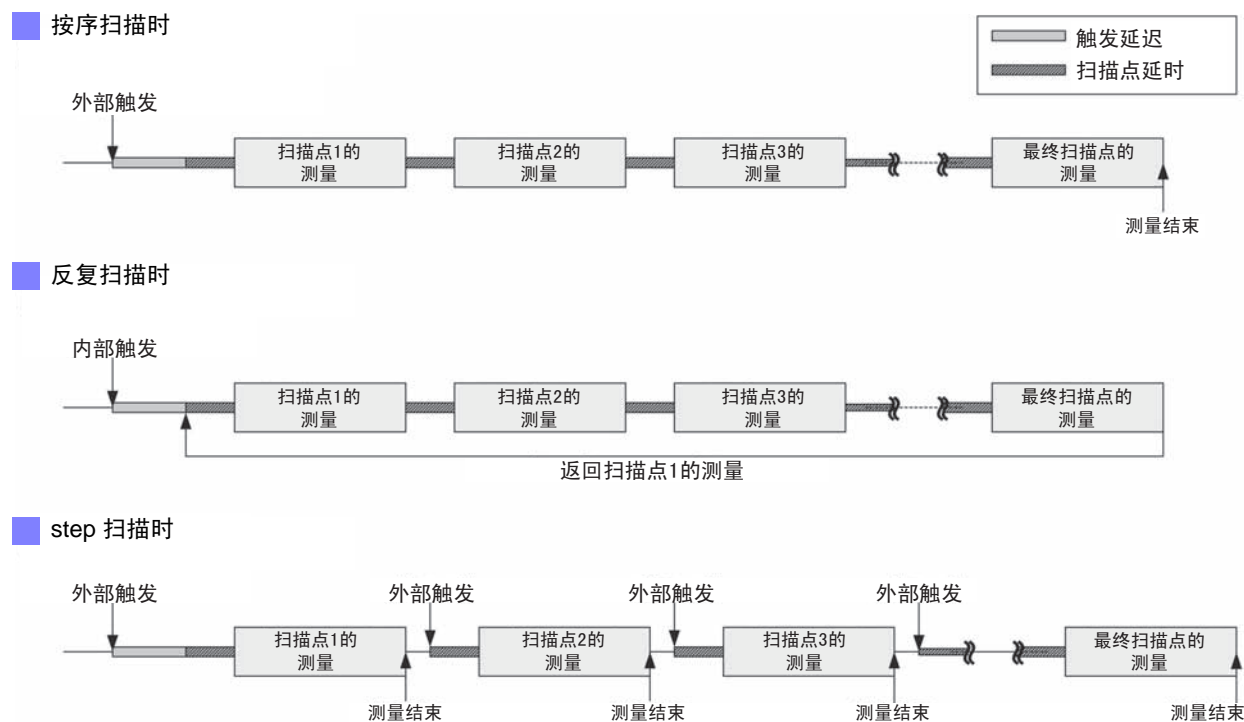 按序扫描时
触发延迟
扫描点延时
外部触发
扫描点1的
测量
扫描点2的
测量
扫描点3的
测量
最终扫描点的
测量
测量结束
反复扫描时
内部触发
扫描点1的
测量
扫描点2的
测量
扫描点3的
测量
最终扫描点的
测量
返回扫描点1的测量
step 扫描时
外部触发
外部触发
外部触发
外部触发
扫描点1的
测量
扫描点2的
测量
扫描点3的
测量
最终扫描点的
测量
测量结束
测量结束
测量结束
测量结束